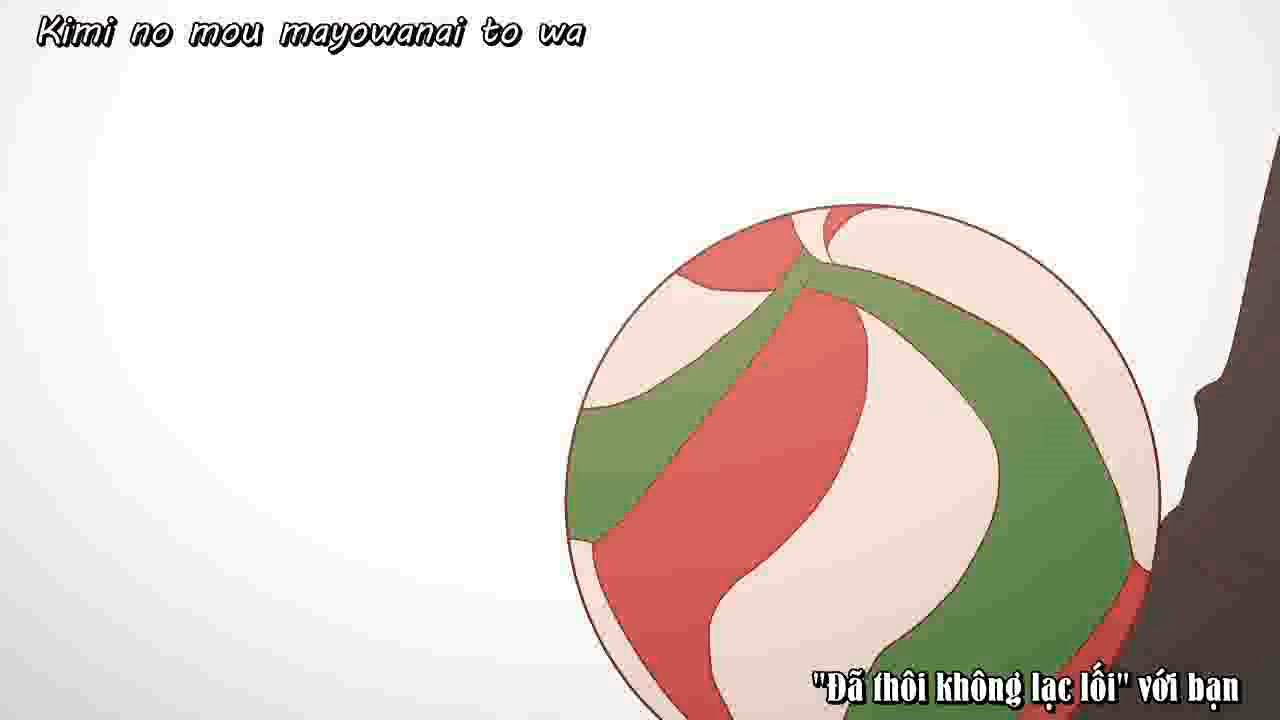 Kimi no mou mayowanai to wa
"Đã thôi không lạc lối" với bạn